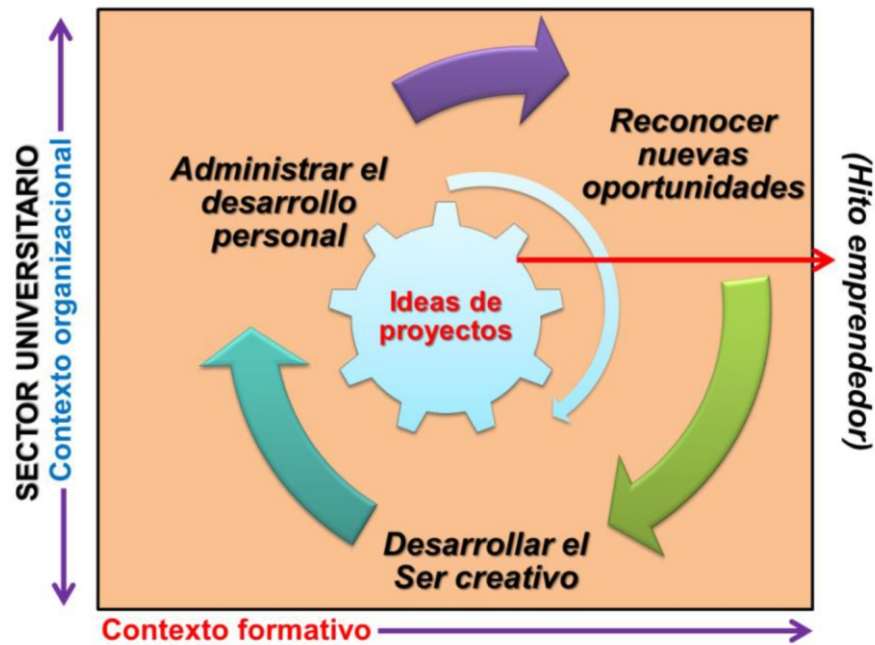 SECTOR UNIVERSITARIO
Contexto organizacional
Administrar el
desarrollo
personal
Reconocer
nuevas
oportunidades
Ideas de
proyectos
(Hito emprendedor)
Desarrollar el
Ser creativo
Contexto formativo